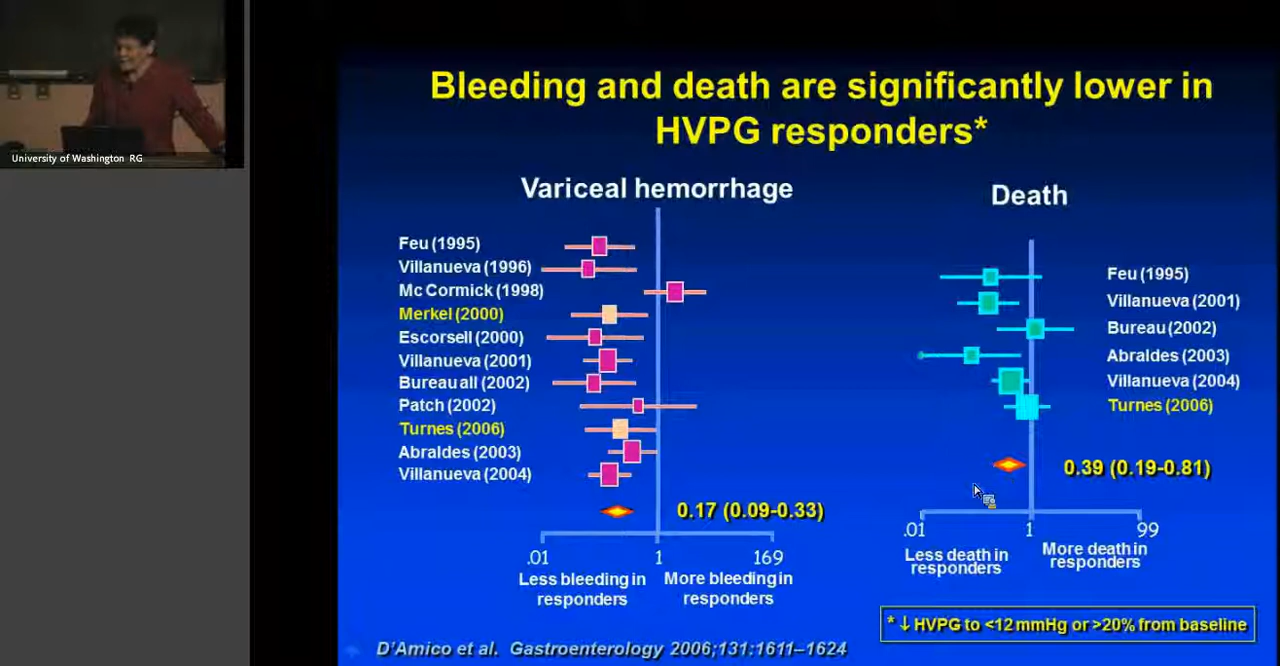 University of Washington RG
Bleeding and death are significantly lower in
HVPG responders*
Variceal hemorrhage
Feu (1995)
Villanueva (1996)
Mc Cormick (1998)
Merkel (2000)
Escorsell (2000)
Villanueva (2001)
Bureau all (2002)
Patch (2002)
Turnes (2006)
Abraldes (2003)
Villanueva (2004)
0.17 (0.09-0.33)
.01 1 169
Less bleeding in
responders
More bleeding in
responders
Death
Feu (1995)
Villanueva (2001)
Bureau (2002)
Abraldes (2003)
Villanueva (2004)
Turnes (2006)
0.39 (0.19-0.81)
.01 1 99
Less death in
responders
More death in
responders
* ↓ HVPG to <12 mmHg or >20% from baseline
D'Amico et al. Gastroenterology 2006;131:1611–1624